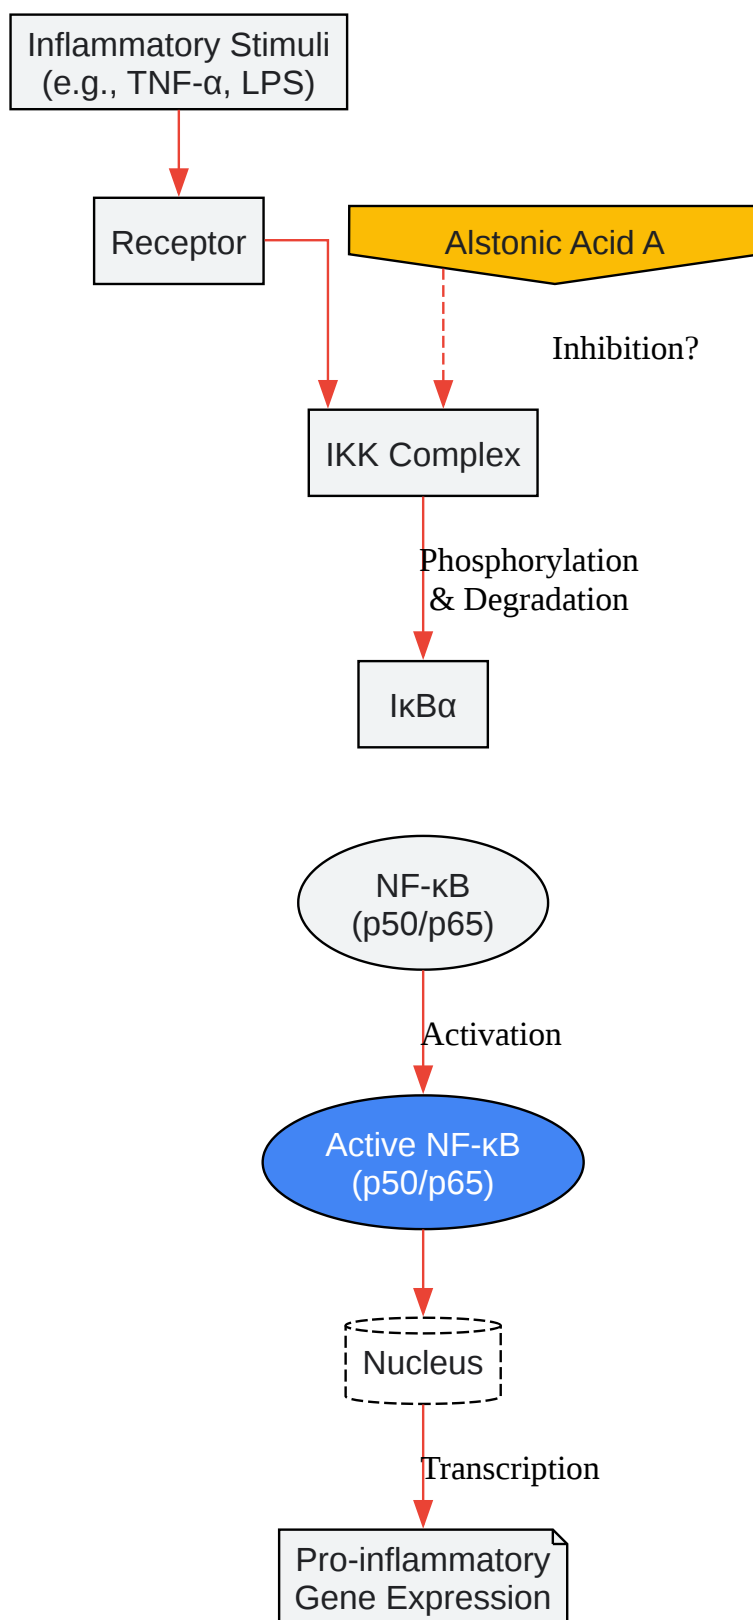 Inflammatory Stimuli
(e.g., TNF-α, LPS)
Receptor
Alstonic Acid A
Inhibition?
IKK Complex
Phosphorylation
& Degradation
IκBα
NF-κB
(p50/p65)
Activation
Active NF-κB
(p50/p65)
Nucleus
Transcription
Pro-inflammatory
Gene Expression